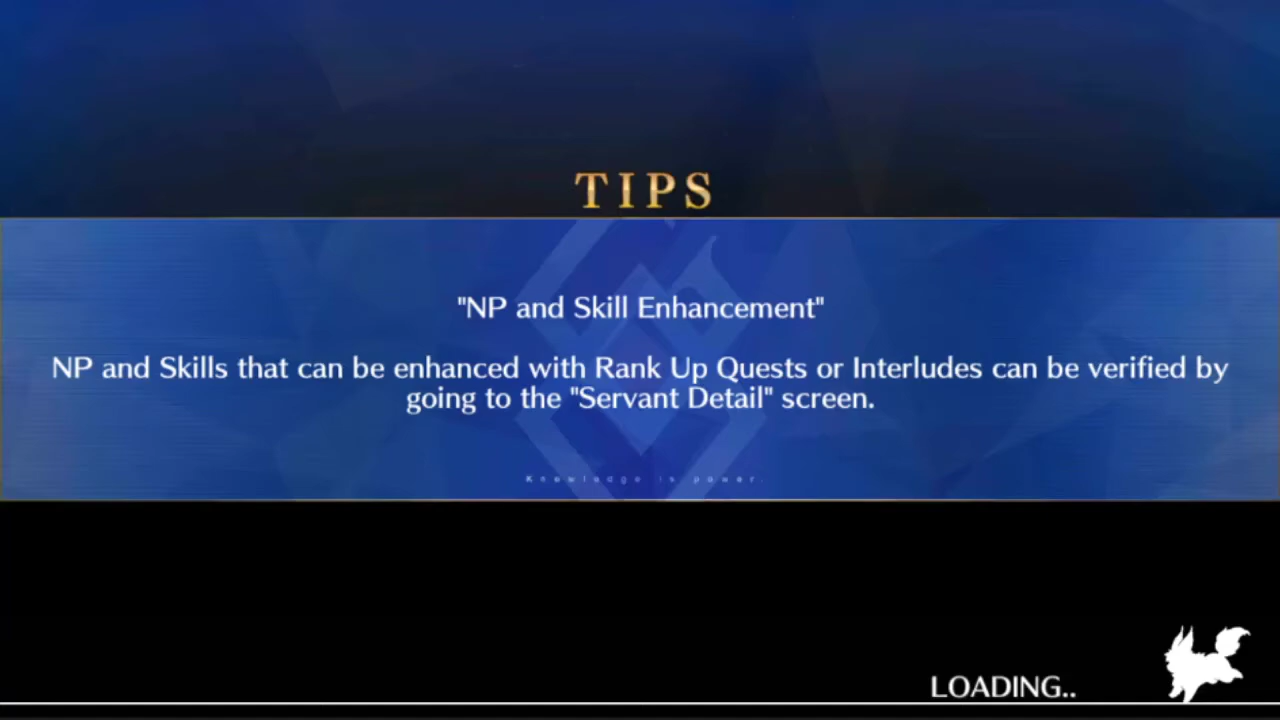 TIPS
"NP and Skill Enhancement"
NP and Skills that can be enhanced with Rank Up Quests or Interludes can be verified by
going to the "Servant Detail" screen.
Knowledge is power.
LOADING..